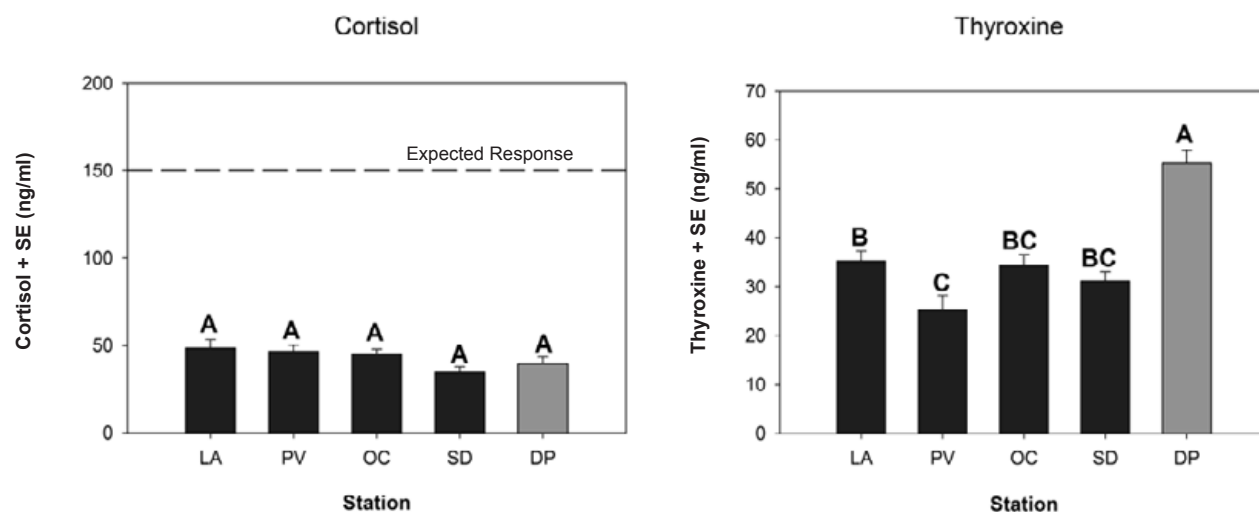 Cortisol
Cortisol + SE (ng/ml)
200
150
100
50
0
Expected Response
A
A
A
A
A
LA
PV
OC
SD
DP
Station
Thyroxine
Thyroxine + SE (ng/ml)
70
60
50
40
30
20
10
0
B
C
BC
BC
A
LA
PV
OC
SD
DP
Station